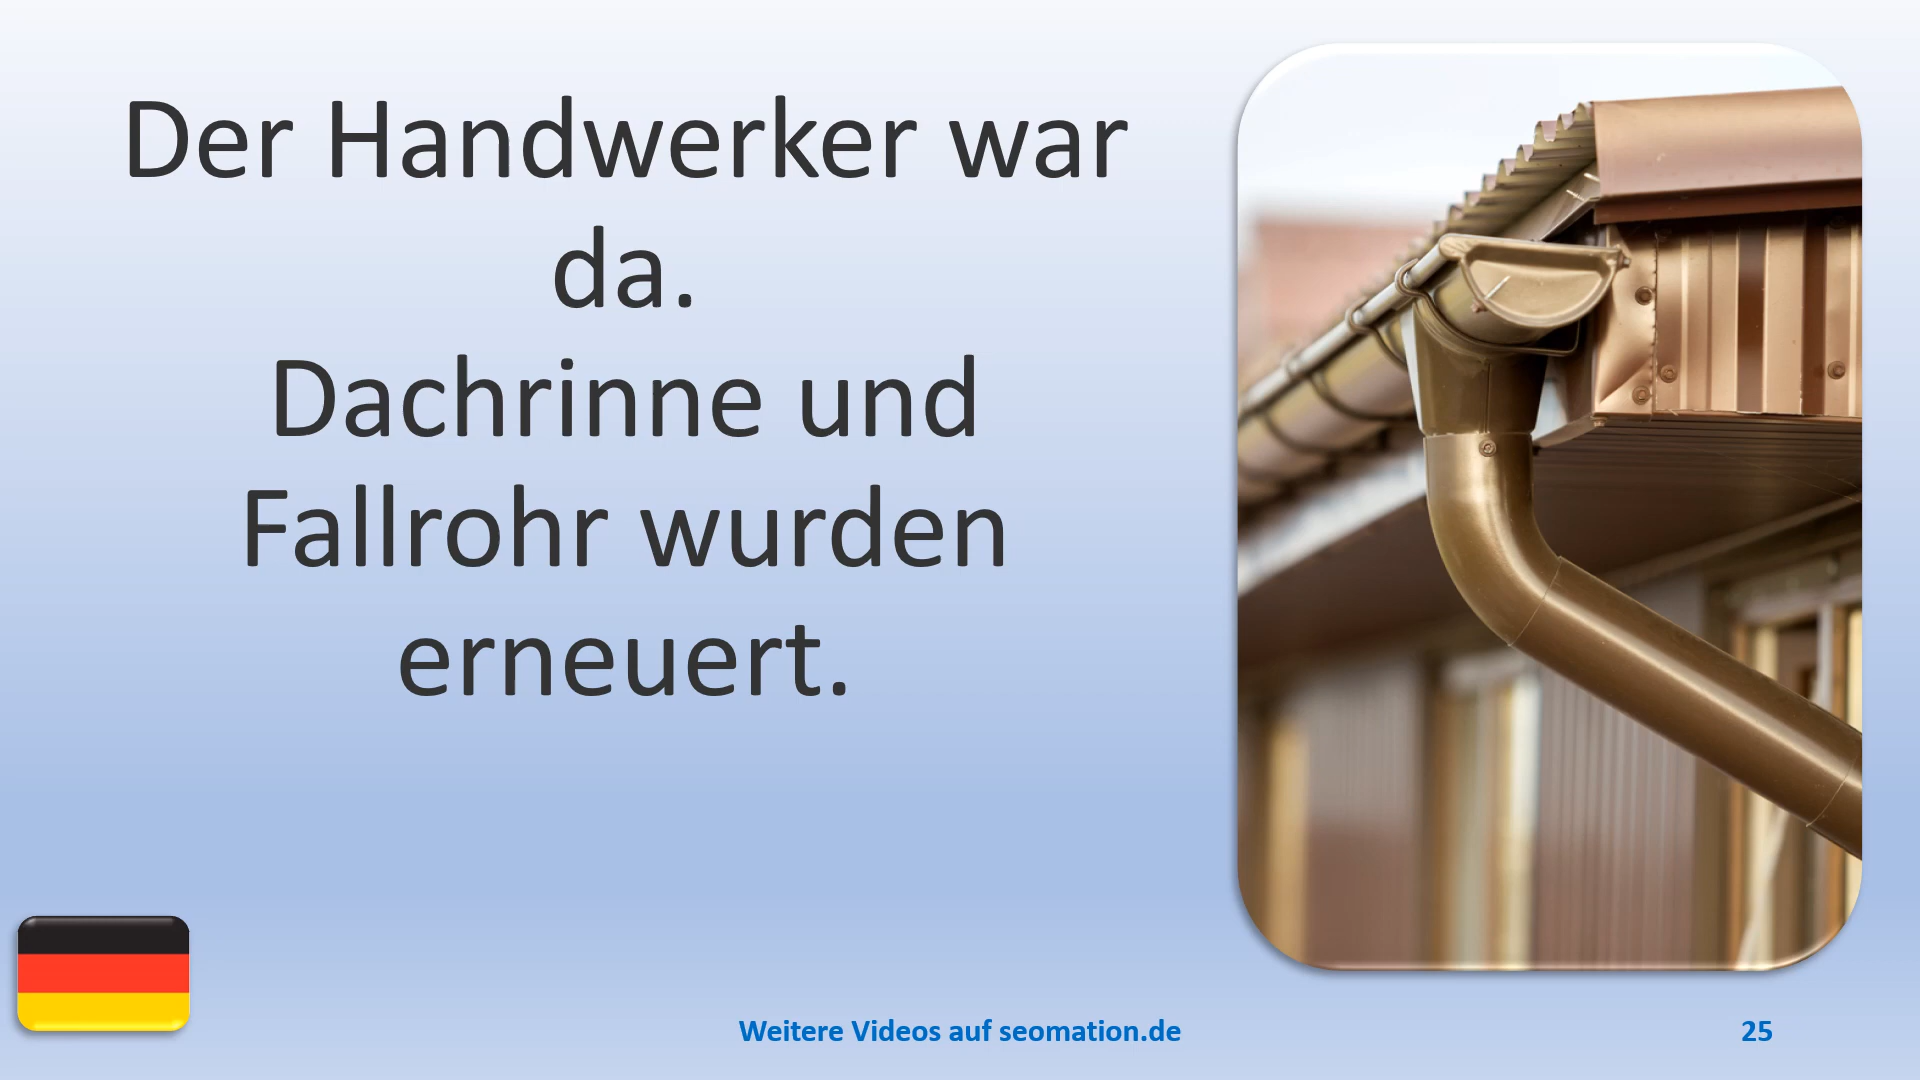 Der Handwerker war
da.
Dachrinne und
Fallrohr wurden
erneuert.
Weitere Videos auf seomation.de
25